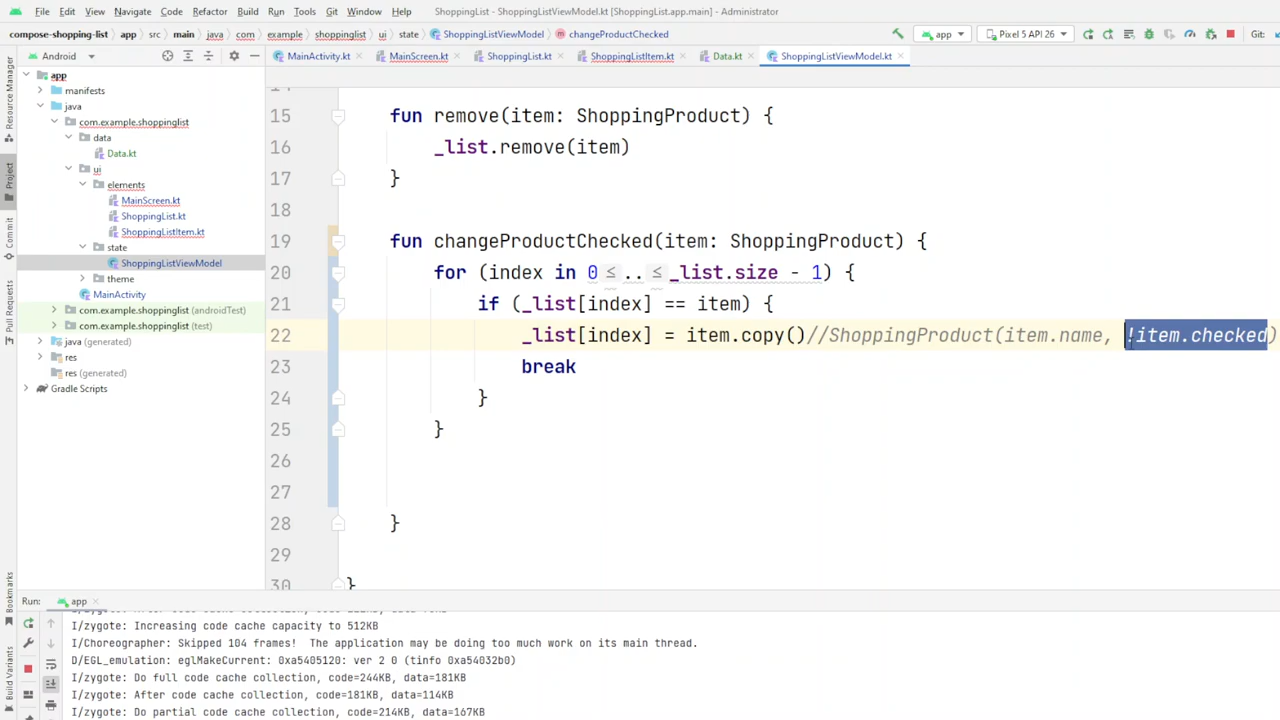 File Edit View Navigate Code Refactor Build Run Tools Git Window Help ShoppingList - ShoppingListViewModel.kt [ShoppingList.app.main] - Administrator
compose-shopping-list app src main java com example shoppinglist ui state ShoppingListViewModel changeProductChecked app Pixel 5 API 26 Git:
Android MainActivity.kt MainScreen.kt ShoppingList.kt ShoppingListItem.kt Data.kt ShoppingListViewModel.kt
Resource Manager
Project
Commit
Pull Requests
Bookmarks
Build Variants
app
manifests
java
com.example.shoppinglist
data
Data.kt
ui
elements
MainScreen.kt
ShoppingList.kt
ShoppingListItem.kt
state
ShoppingListViewModel
theme
MainActivity
com.example.shoppinglist (androidTest)
com.example.shoppinglist (test)
java (generated)
res
res (generated)
Gradle Scripts
15 fun remove(item: ShoppingProduct) {
16 _list.remove(item)
17 }
18
19 fun changeProductChecked(item: ShoppingProduct) {
20 for (index in 0 ≤ .. ≤ _list.size - 1) {
21 if (_list[index] == item) {
22 _list[index] = item.copy()//ShoppingProduct(item.name, !item.checked)
23 break
24 }
25 }
26
27
28 }
29
30 }
Run: app
I/zygote: Increasing code cache capacity to 512KB
I/Choreographer: Skipped 104 frames! The application may be doing too much work on its main thread.
D/EGL_emulation: eglMakeCurrent: 0xa5405120: ver 2 0 (tinfo 0xa54032b0)
I/zygote: Do full code cache collection, code=244KB, data=181KB
I/zygote: After code cache collection, code=181KB, data=114KB
I/zygote: Do partial code cache collection, code=214KB, data=167KB